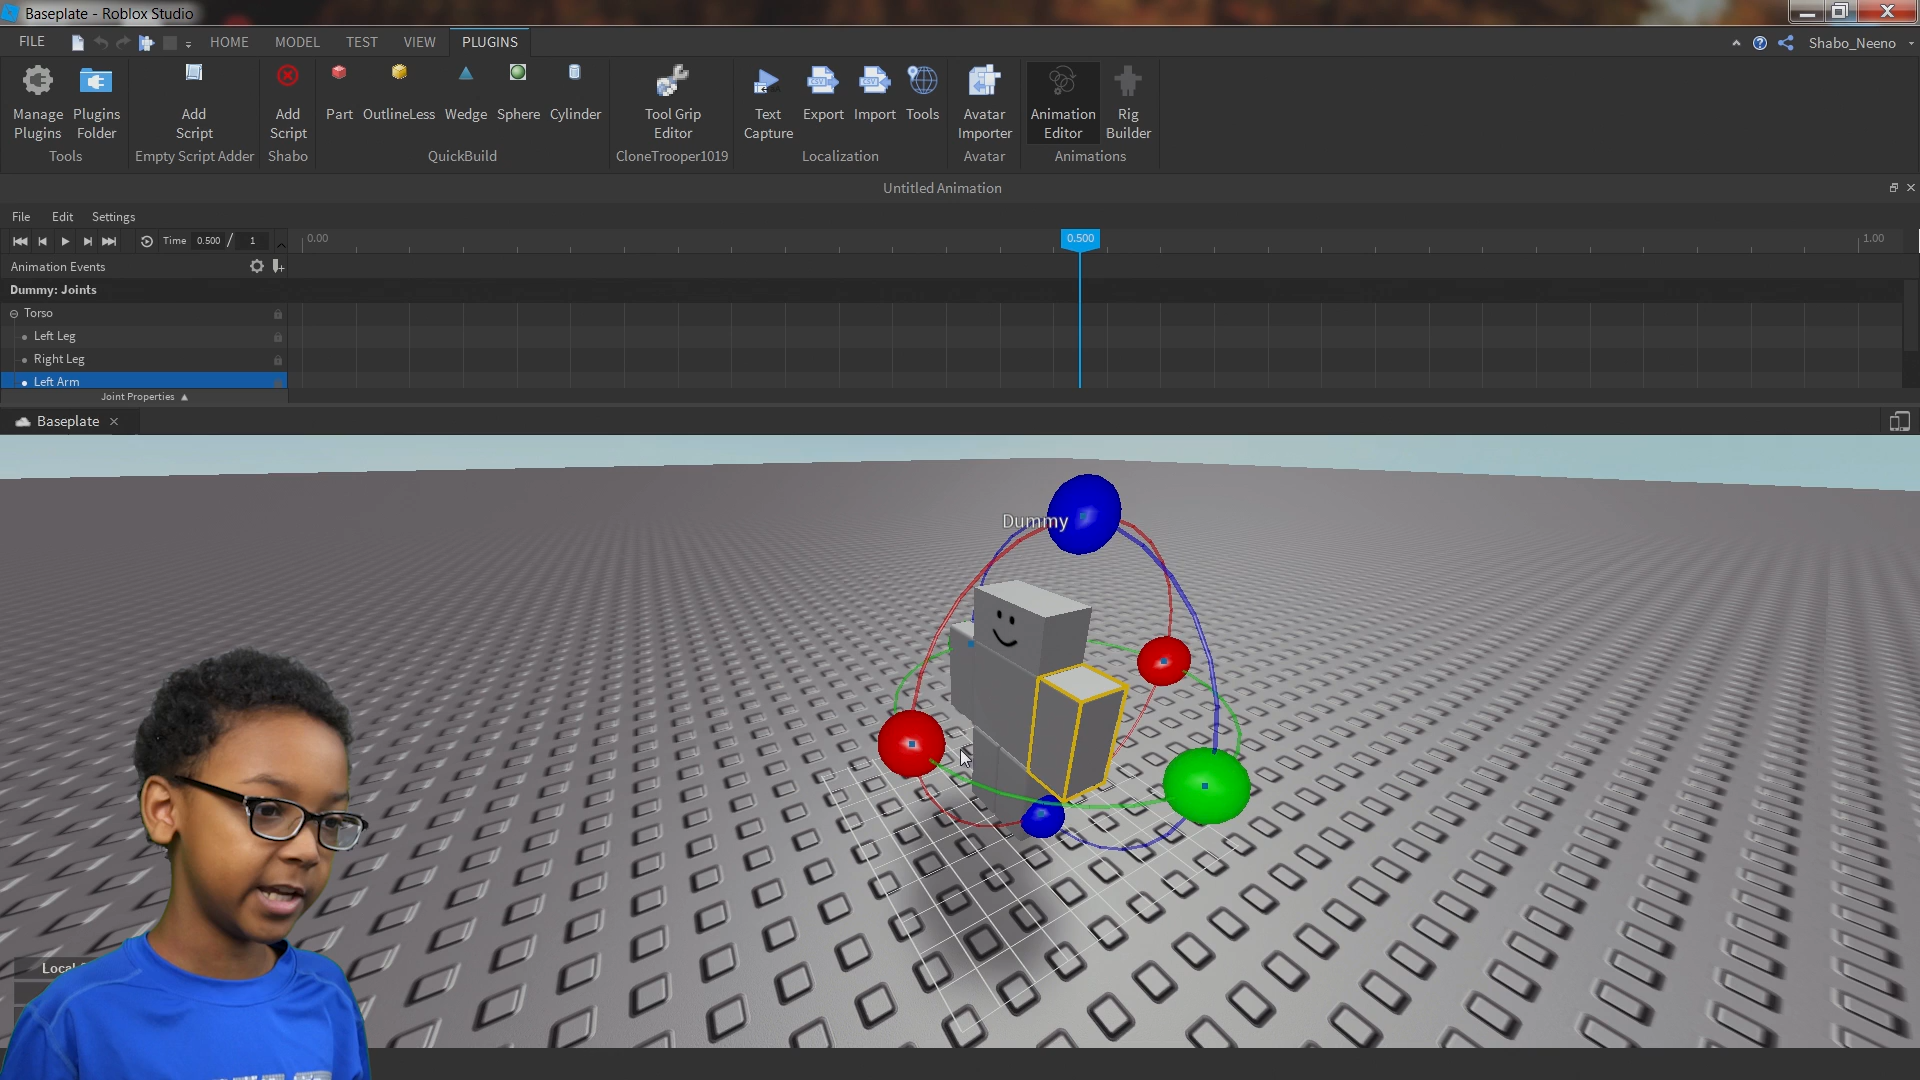 Baseplate - Roblox Studio
FILE HOME MODEL TEST VIEW PLUGINS Shabo_Neeno
Manage Plugins
Plugins Folder
Add Script
Add Script
Part OutlineLess Wedge Sphere Cylinder
Tool Grip Editor
Text Capture
Export Import Tools
Avatar Importer
Animation Editor
Rig Builder
Tools Empty Script Adder Shabo QuickBuild CloneTrooper1019 Localization Avatar Animations
Untitled Animation
File Edit Settings
Time 0.500 / 1 0.00 0.500 1.00
Animation Events
Dummy: Joints
Torso
Left Leg
Right Leg
Left Arm
Joint Properties
Baseplate
Dummy
Local